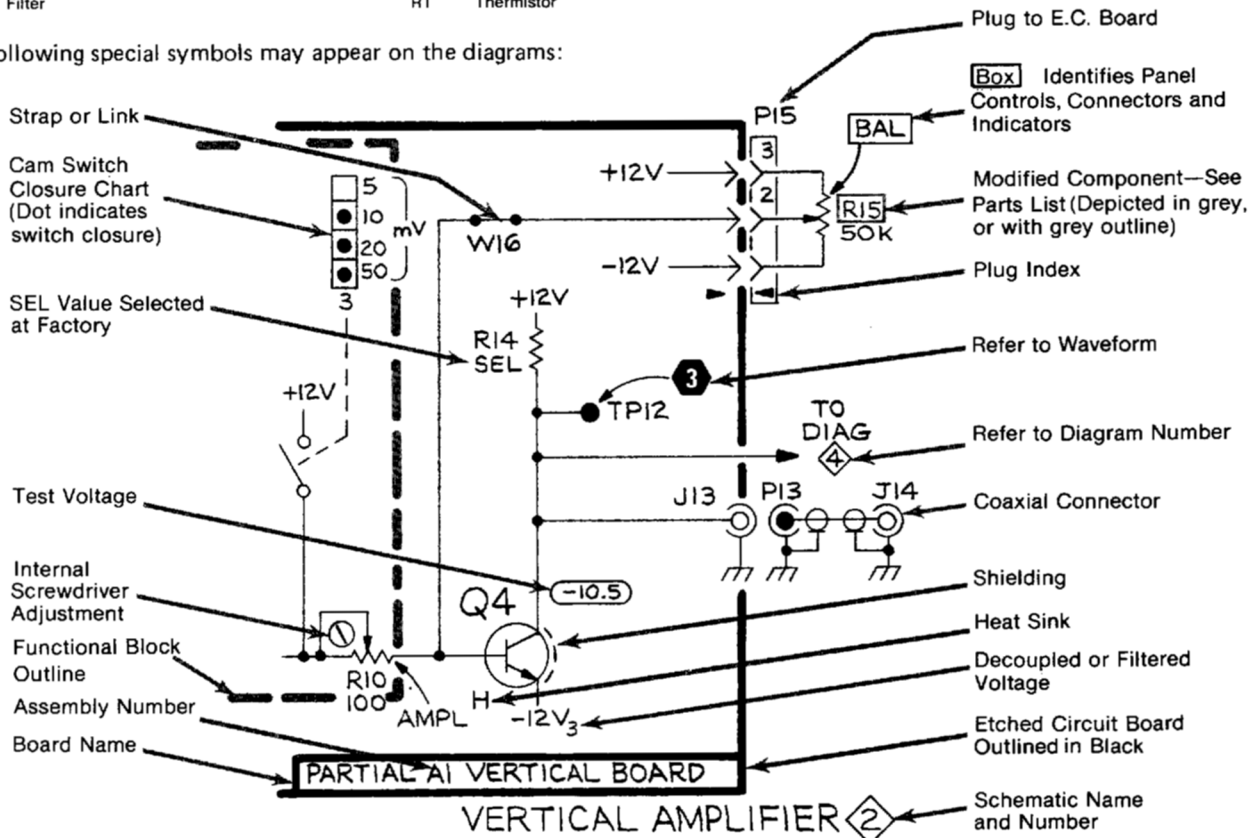 Filter
RT Thermistor
ollowing special symbols may appear on the diagrams:
Plug to E.C. Board
Box Identifies Panel
Controls, Connectors and
Indicators
Modified Component—See
Parts List (Depicted in grey,
or with grey outline)
Plug Index
Refer to Waveform
Refer to Diagram Number
Coaxial Connector
Shielding
Heat Sink
Decoupled or Filtered
Voltage
Etched Circuit Board
Outlined in Black
Schematic Name
and Number
Strap or Link
Cam Switch
Closure Chart
(Dot indicates
switch closure)
SEL Value Selected
at Factory
Test Voltage
Internal
Screwdriver
Adjustment
Functional Block
Outline
Assembly Number
Board Name
5
10
20
50
mV
3
+12V
W16
+12V
R14
SEL
+12V
-12V
P15
3
2
BAL
R15
50K
3
TP12
TO
DIAG
4
J13
P13
J14
-10.5
Q4
R10
100
AMPL
H
-12V3
PARTIAL A1 VERTICAL BOARD
VERTICAL AMPLIFIER 2